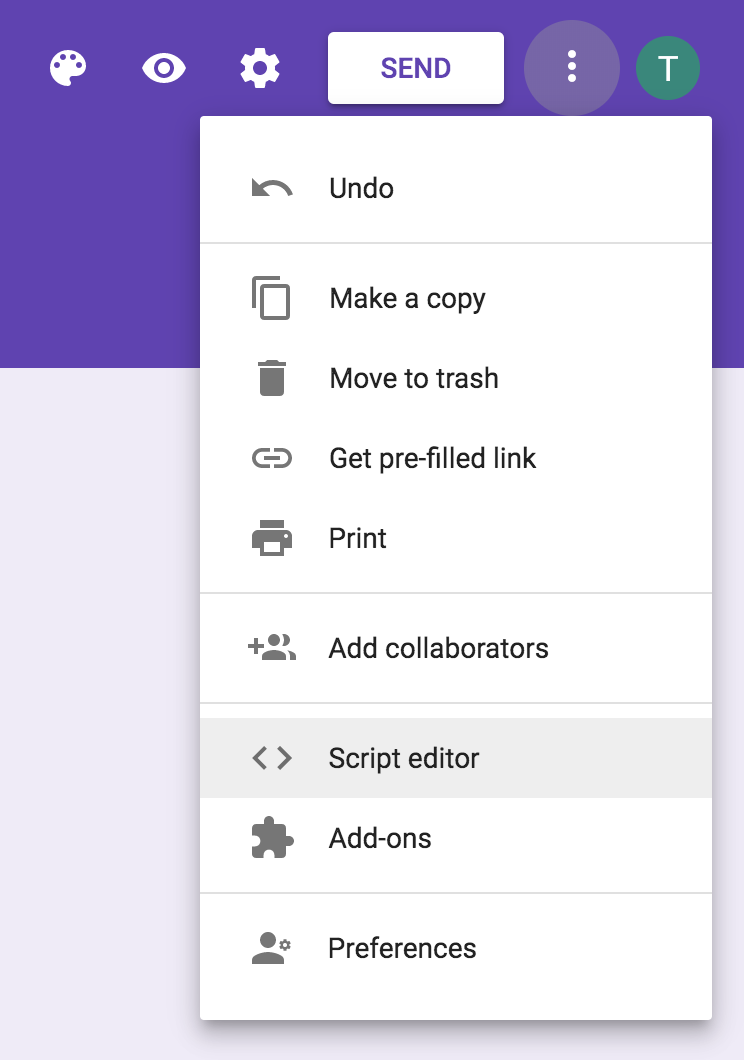 SEND
T
Undo
Make a copy
Move to trash
Get pre-filled link
Print
Add collaborators
Script editor
Add-ons
Preferences